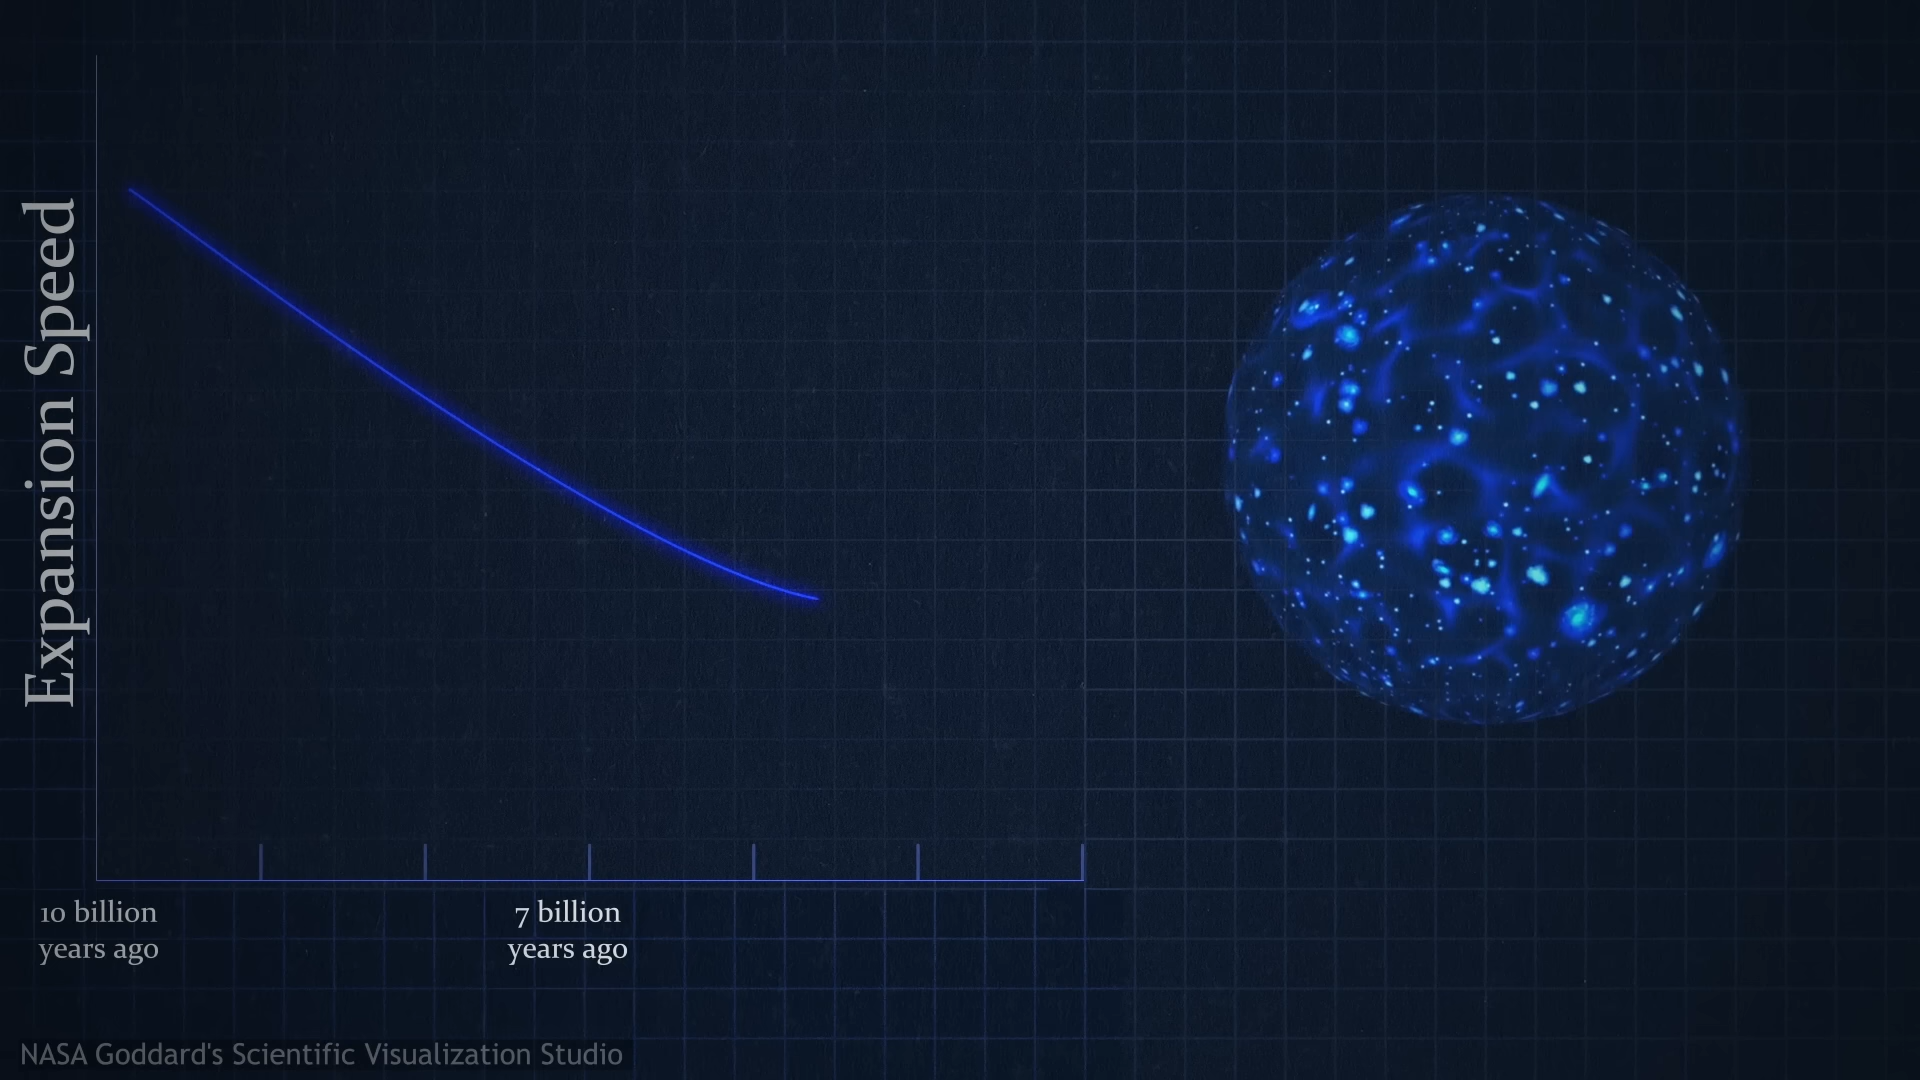 Expansion Speed
10 billion
years ago
7 billion
years ago
NASA Goddard's Scientific Visualization Studio